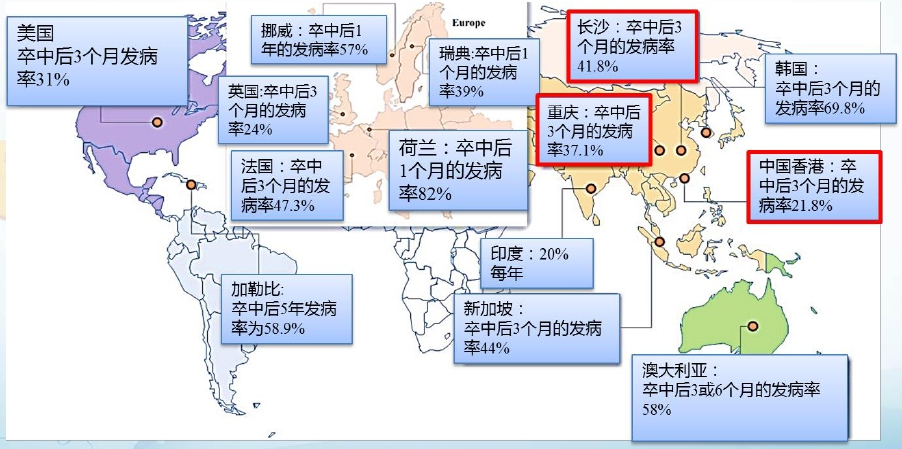 美国
卒中后3个月发病
率31%
挪威：卒中后1
年的发病率57%
Europe
瑞典:卒中后1
个月的发病
率39%
长沙：卒中后3
个月的发病率
41.8%
韩国：
卒中后3个月的
发病率69.8%
英国:卒中后3
个月的发病
率24%
重庆：卒中后
3个月的发病
率37.1%
荷兰：卒中后
1个月的发病
率82%
法国：卒中
后3个月的发
病率47.3%
中国香港：卒
中后3个月的发
病率21.8%
印度：20%
每年
加勒比:
卒中后5年发病
率为58.9%
新加坡:
卒中后3个月的发病
率44%
澳大利亚：
卒中后3或6个月的发病率
58%